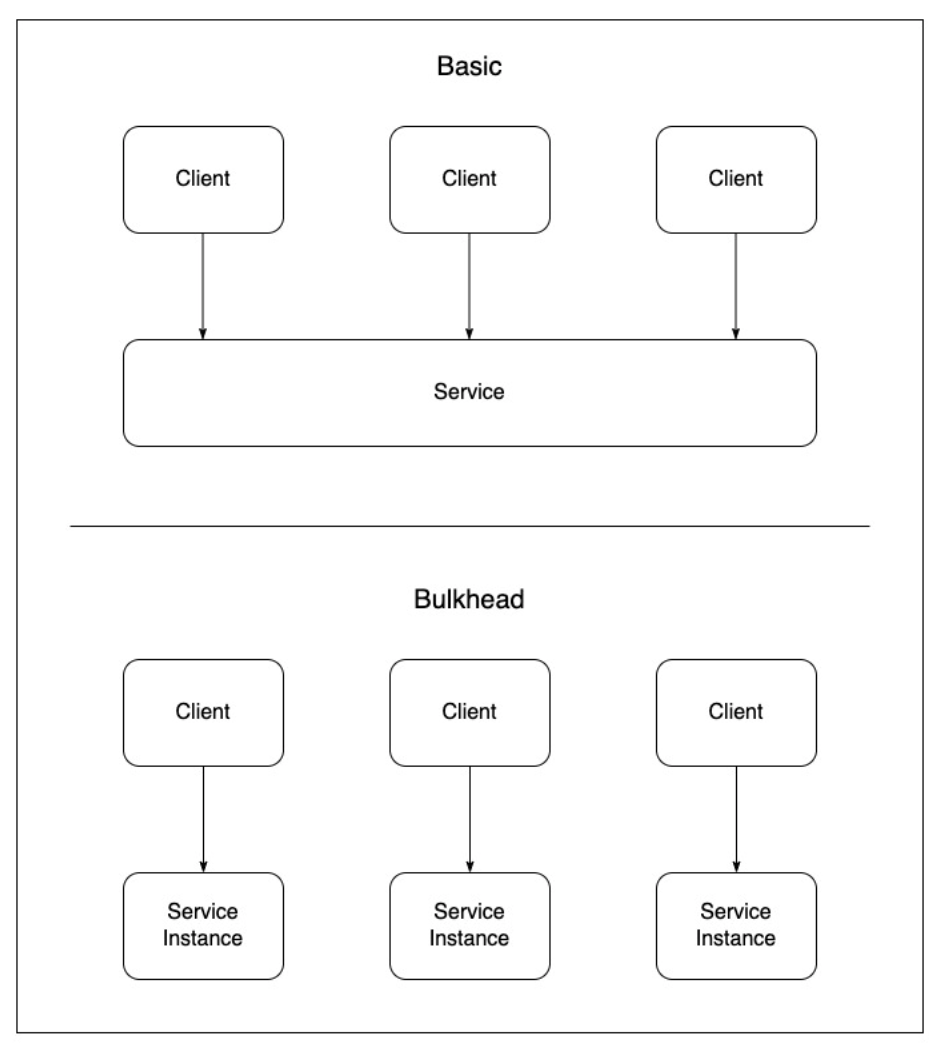 Basic
Client
Client
Client
Service
Bulkhead
Client
Client
Client
Service
Instance
Service
Instance
Service
Instance